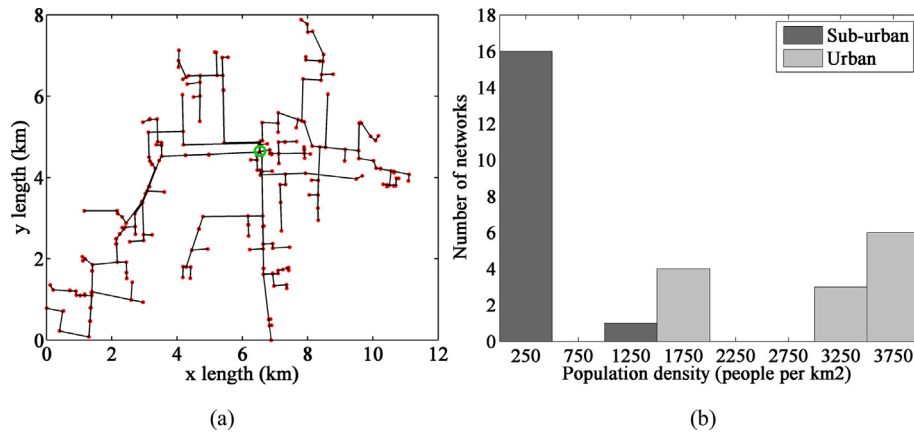 8
6
4
2
0
0 2 4 6 8 10 12
y length (km)
x length (km)
(a)
18
16
14
12
10
8
6
4
2
0
250 750 1250 1750 2250 2750 3250 3750
Number of networks
Population density (people per km2)
Sub-urban
Urban
(b)